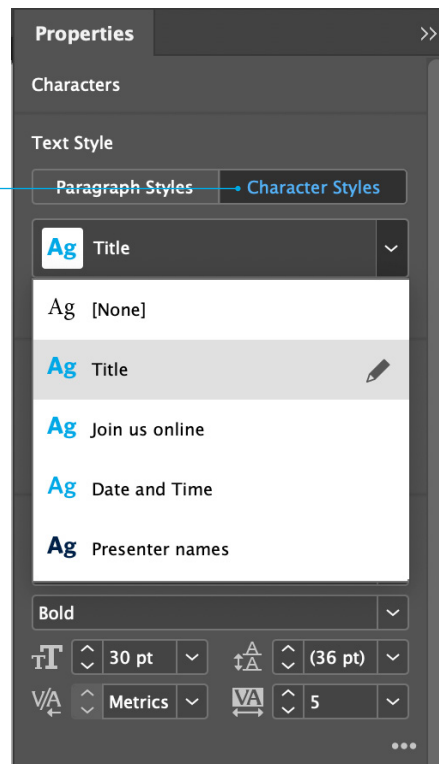 Properties
Characters
Text Style
Paragraph Styles Character Styles
Ag Title
Ag [None]
Ag Title
Ag Join us online
Ag Date and Time
Ag Presenter names
Bold
30 pt (36 pt)
Metrics VA 5